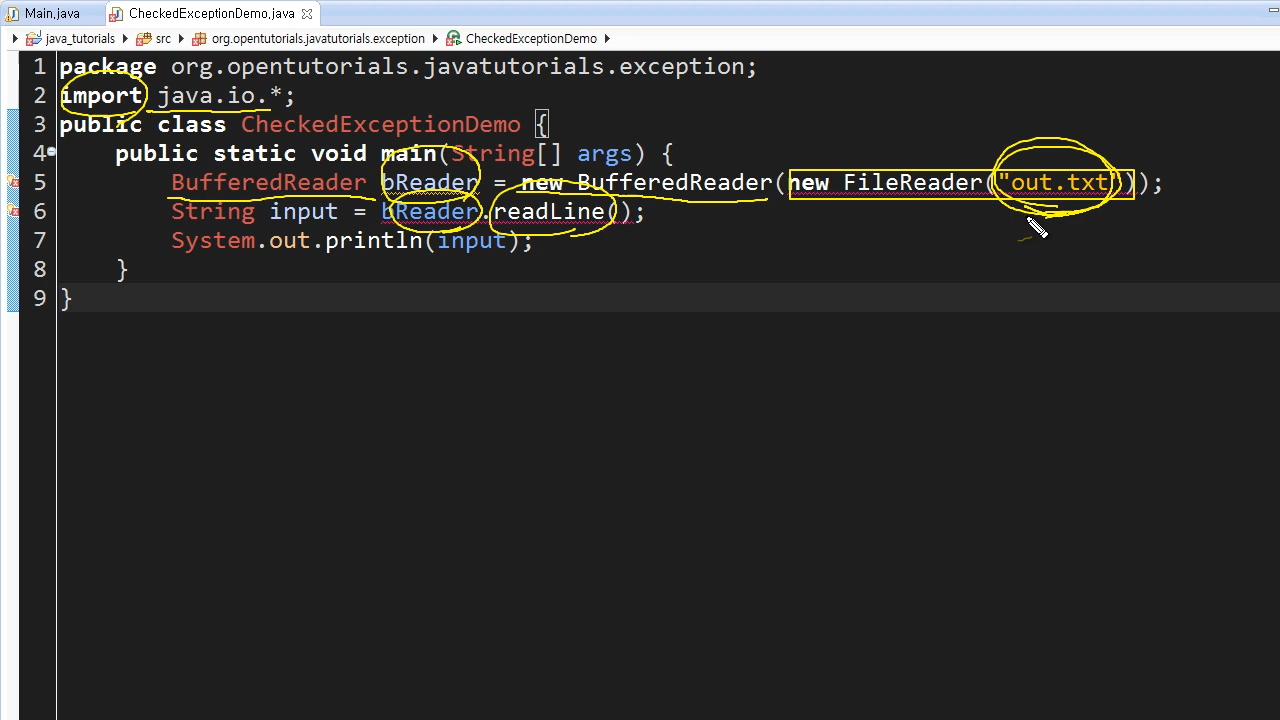 Main.java CheckedExceptionDemo.java
java_tutorials src org.opentutorials.javatutorials.exception CheckedExceptionDemo
1 package org.opentutorials.javatutorials.exception;
2 import java.io.*;
3 public class CheckedExceptionDemo {
4 public static void main(String[] args) {
5 BufferedReader bReader = new BufferedReader(new FileReader("out.txt"));
6 String input = bReader.readLine();
7 System.out.println(input);
8 }
9 }